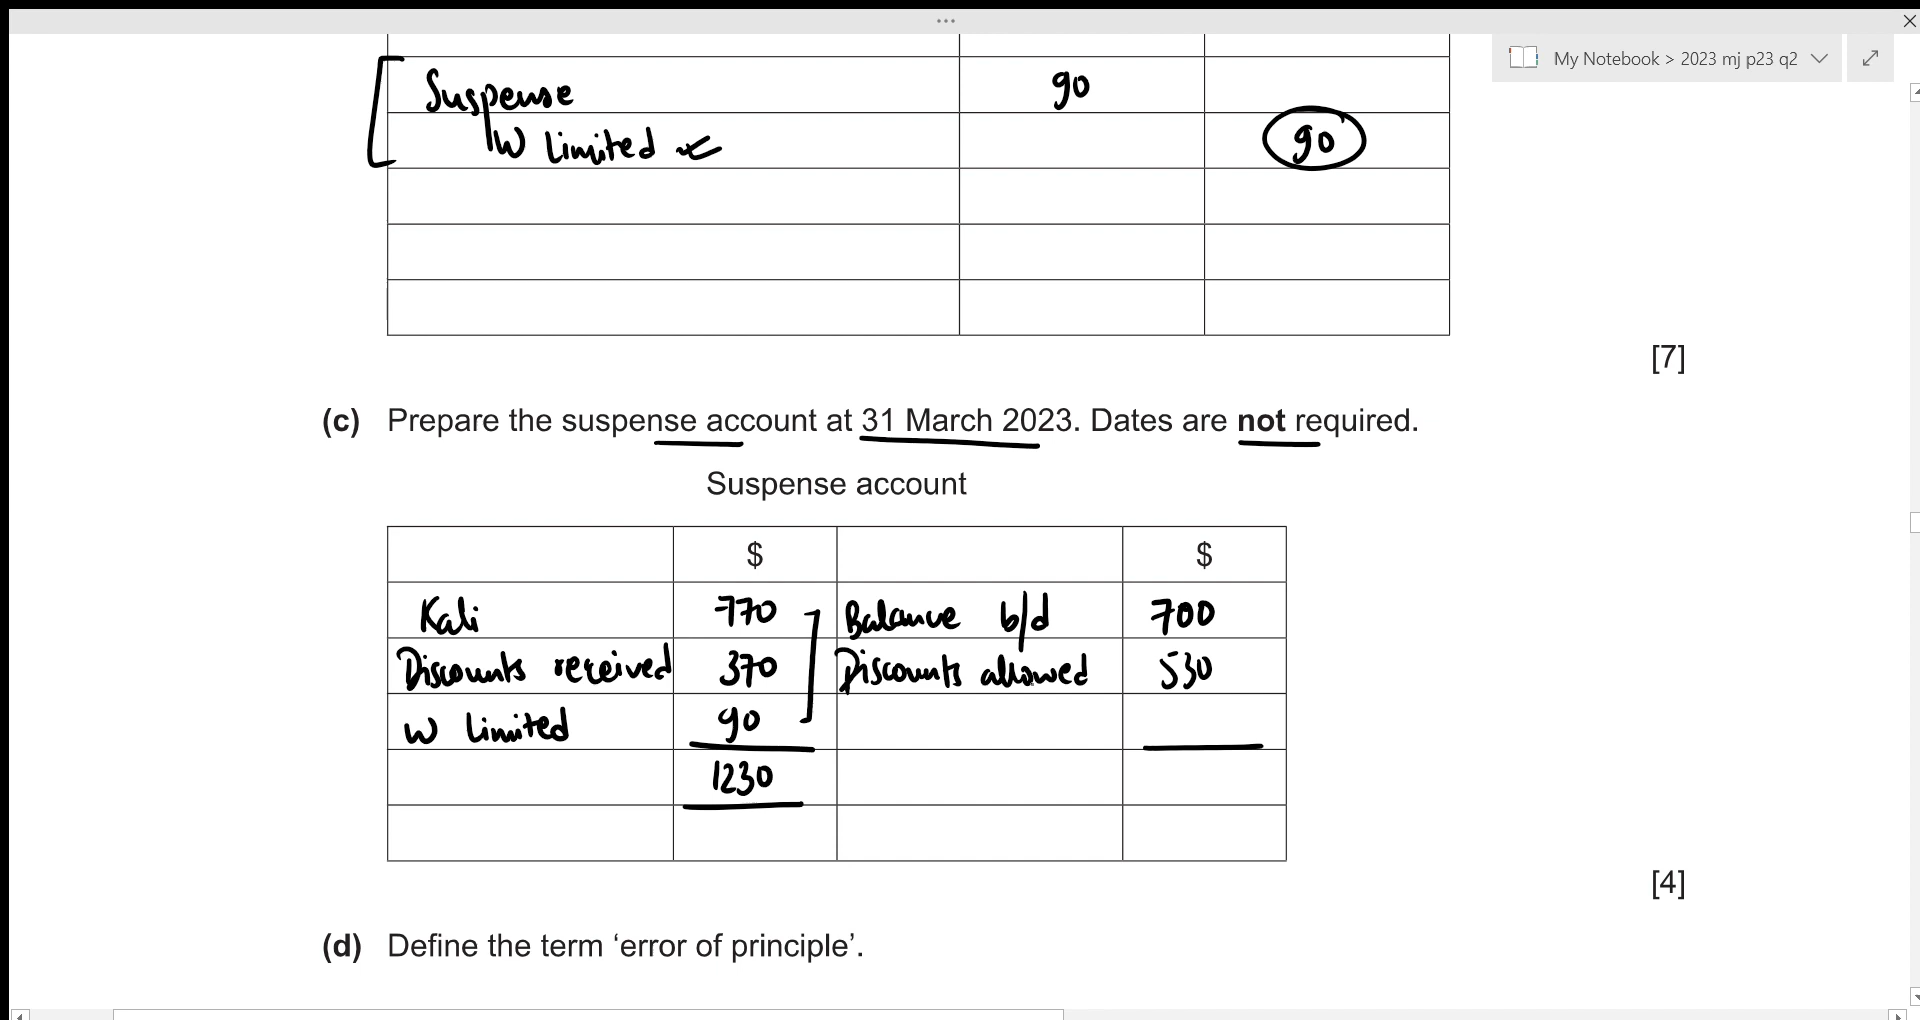 ...
My Notebook > 2023 mj p23 q2
Suspense 90
W Limited 90
[7]
(c) Prepare the suspense account at 31 March 2023. Dates are not required.
Suspense account
$ $
Kali 770 Balance b/d 700
Discounts received 370 Discounts allowed 530
W Limited 90
1230
[4]
(d) Define the term ‘error of principle’.